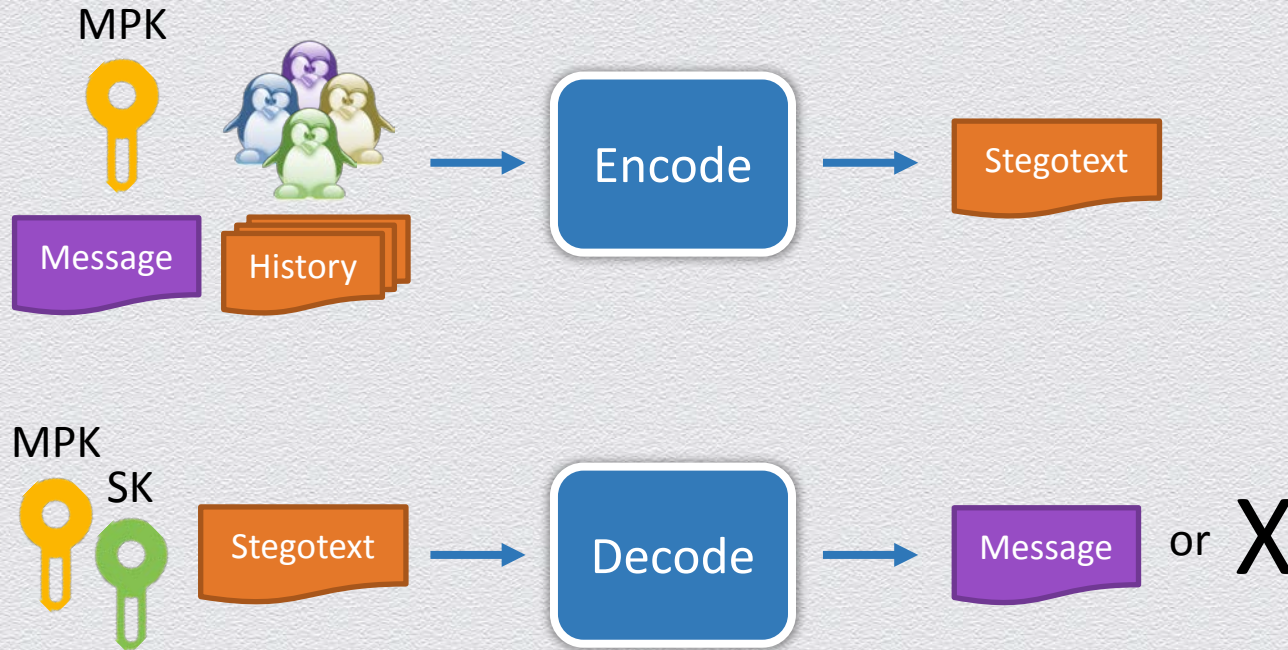 MPK
Message
History
Encode
Stegotext
MPK
SK
Stegotext
Decode
Message
or
X